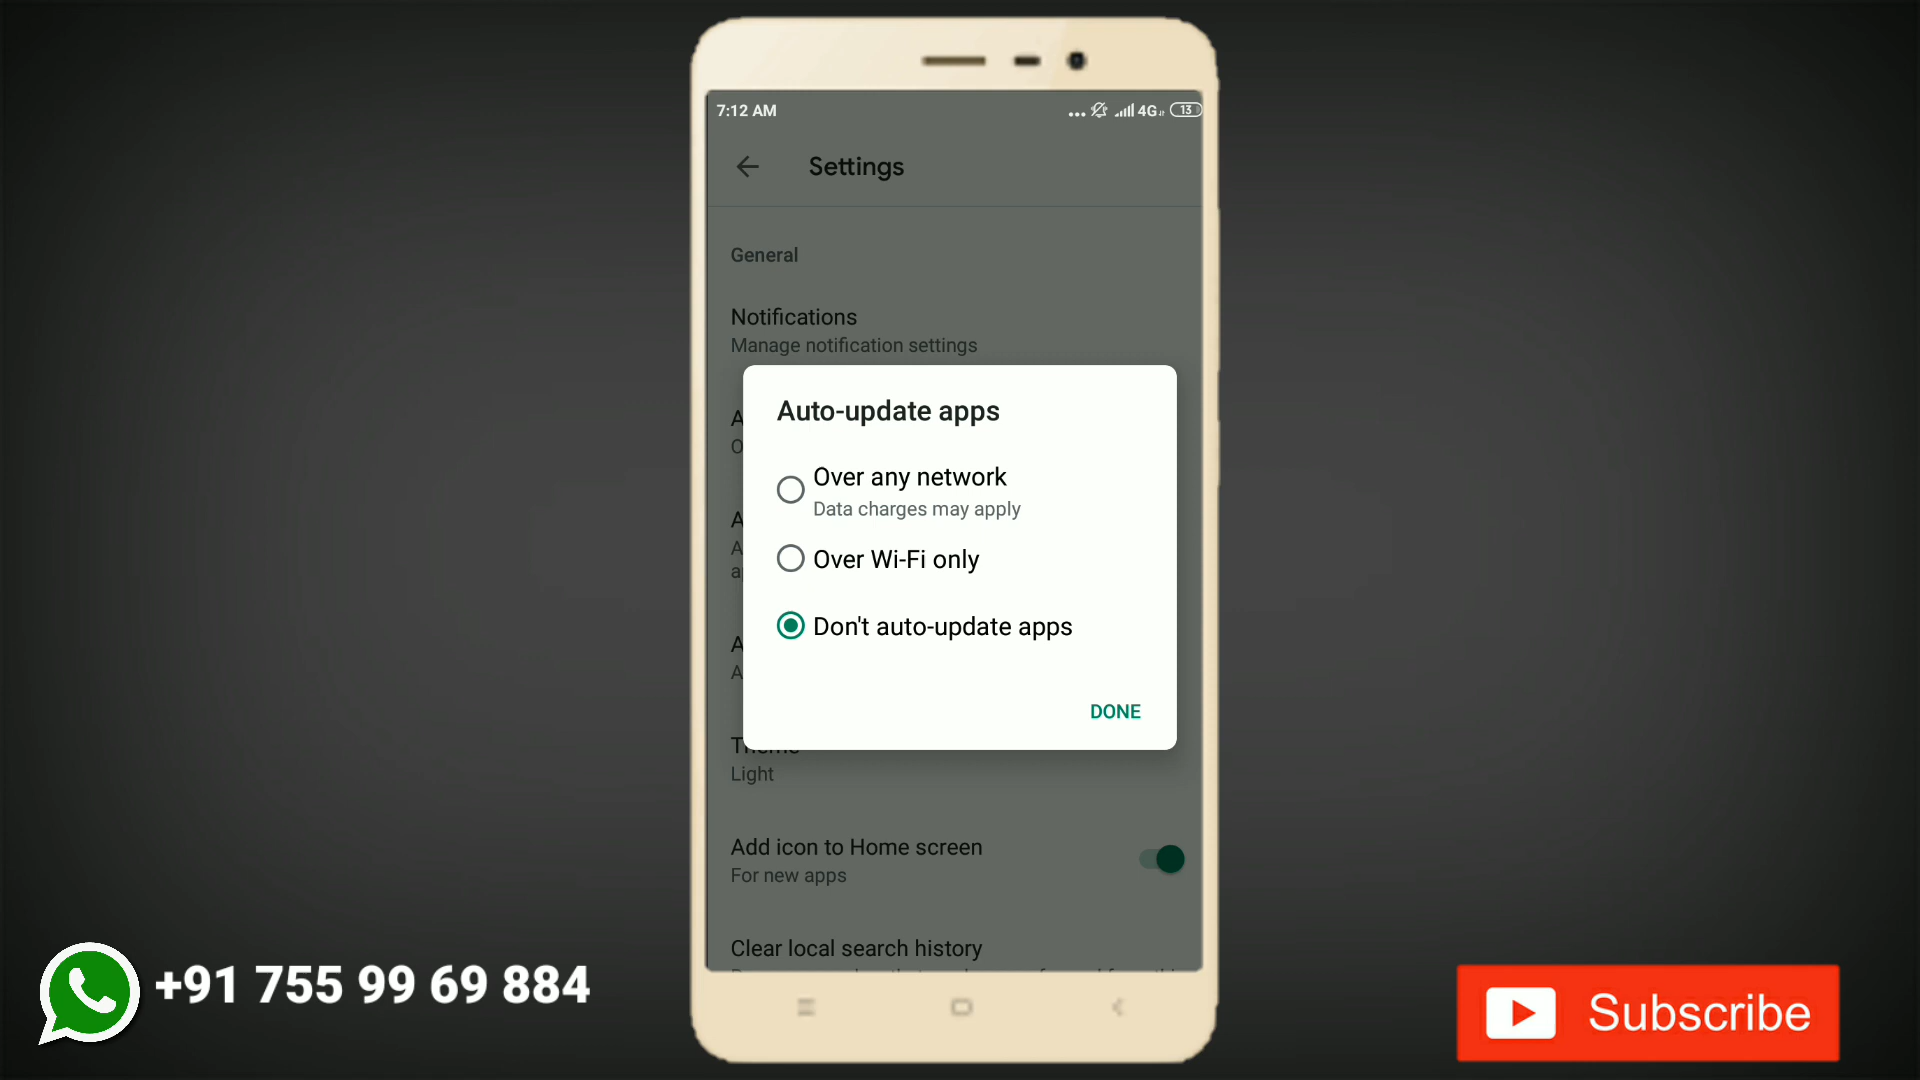 7:12 AM
4G
13
Settings
General
Notifications
Manage notification settings
Auto-update apps
Over any network
Data charges may apply
Over Wi-Fi only
Don't auto-update apps
DONE
Light
Add icon to Home screen
For new apps
Clear local search history
+91 755 99 69 884
Subscribe